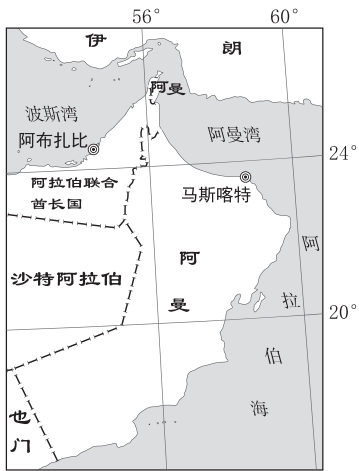 56°
60°
伊 朗
阿曼
波斯湾
阿布扎比
阿曼湾
24°
阿拉伯联合
酋长国
马斯喀特
阿曼
沙特阿拉伯
阿拉伯海
20°
也门